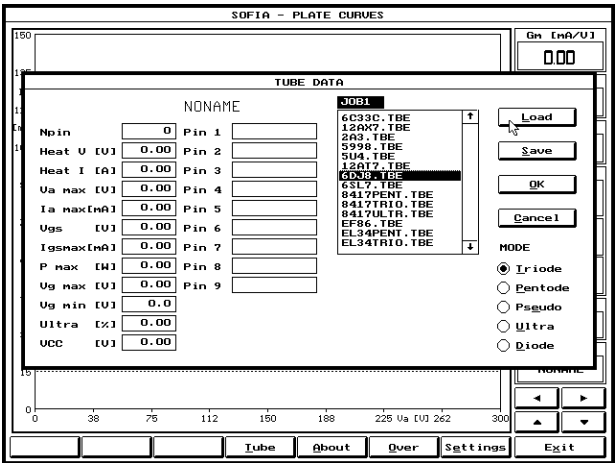 SOFIA - PLATE CURVES
150
Gm [mA/V]
0.00
TUBE DATA
NONAME
JOB1
Npin 0 Pin 1
Heat V [V] 0.00 Pin 2
Heat I [A] 0.00 Pin 3
Va max [V] 0.00 Pin 4
Ia max[mA] 0.00 Pin 5
Vgs [V] 0.00 Pin 6
Igsmax[mA] 0.00 Pin 7
P max [W] 0.00 Pin 8
Vg max [V] 0.00 Pin 9
Vg min [V] 0.0
Ultra [%] 0.00
VCC [V] 0.00
6C33C.TBE
12AX7.TBE
2A3.TBE
5998.TBE
5U4.TBE
12AT7.TBE
6DJ8.TBE
6SL7.TBE
8417PENT.TBE
8417TRIO.TBE
8417ULTR.TBE
EF86.TBE
EL34PENT.TBE
EL34TRIO.TBE
Load
Save
OK
Cancel
MODE
Triode
Pentode
Pseudo
Ultra
Diode
15
NONAME
0
0 38 75 112 150 188 225 Va [V] 262 300
Tube About Over Settings Exit